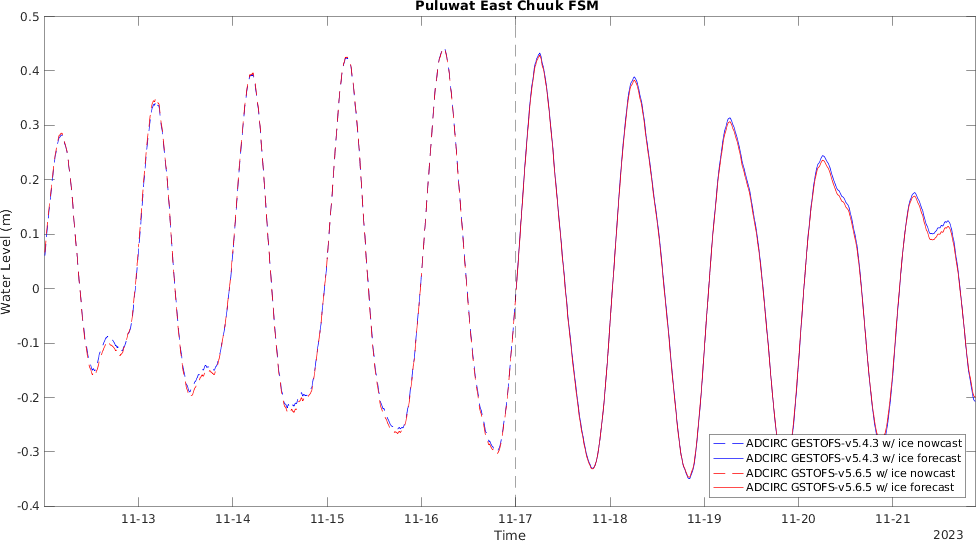 Puluwat East Chuuk FSM
0.5
0.4
0.3
0.2
0.1
0
-0.1
-0.2
-0.3
-0.4
Water Level (m)
11-13 11-14 11-15 11-16 11-17 11-18 11-19 11-20 11-21
Time
2023
ADCIRC GESTOFS-v5.4.3 w/ ice nowcast
ADCIRC GESTOFS-v5.4.3 w/ ice forecast
ADCIRC GSTOFS-v5.6.5 w/ ice nowcast
ADCIRC GSTOFS-v5.6.5 w/ ice forecast